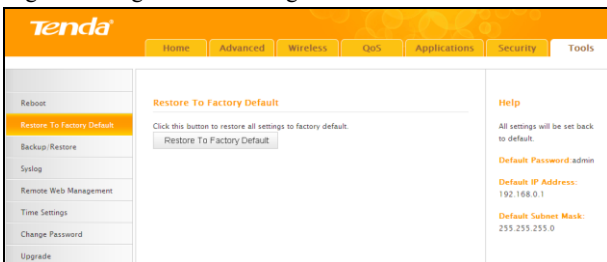 Tenda
Home Advanced Wireless QoS Applications Security Tools
Reboot
Restore To Factory Default
Backup/Restore
Syslog
Remote Web Management
Time Settings
Change Password
Upgrade
Restore To Factory Default
Click this button to restore all settings to factory default.
Restore To Factory Default
Help
All settings will be set back
to default.
Default Password:admin
Default IP Address:
192.168.0.1
Default Subnet Mask:
255.255.255.0